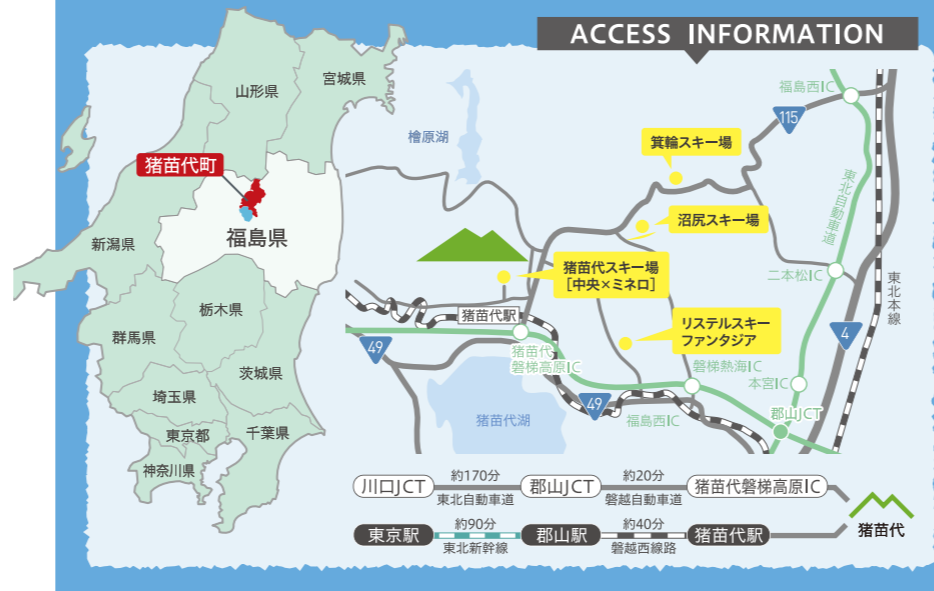 ACCESS INFORMATION
山形県
宮城県
猪苗代町
新潟県
福島県
群馬県
栃木県
茨城県
埼玉県
東京都
千葉県
神奈川県
福島西IC
115
檜原湖
箕輪スキー場
東北自動車道
沼尻スキー場
猪苗代スキー場
[中央×ミネロ]
二本松IC
東北本線
猪苗代駅
リステルスキー
ファンタジア
49
猪苗代
磐梯高原IC
磐梯熱海IC
4
本宮IC
49
猪苗代湖
福島西IC
郡山JCT
川口JCT
約170分
東北自動車道
郡山JCT
約20分
磐越自動車道
猪苗代磐梯高原IC
東京駅
約90分
東北新幹線
郡山駅
約40分
磐越西線路
猪苗代駅
猪苗代